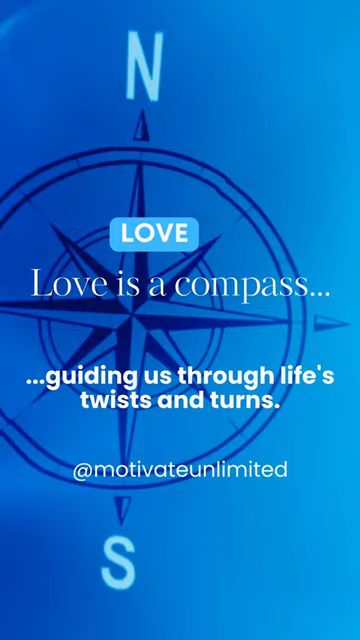 N
LOVE
Love is a compass...
...guiding us through life's
twists and turns.
@motivateunlimited
S